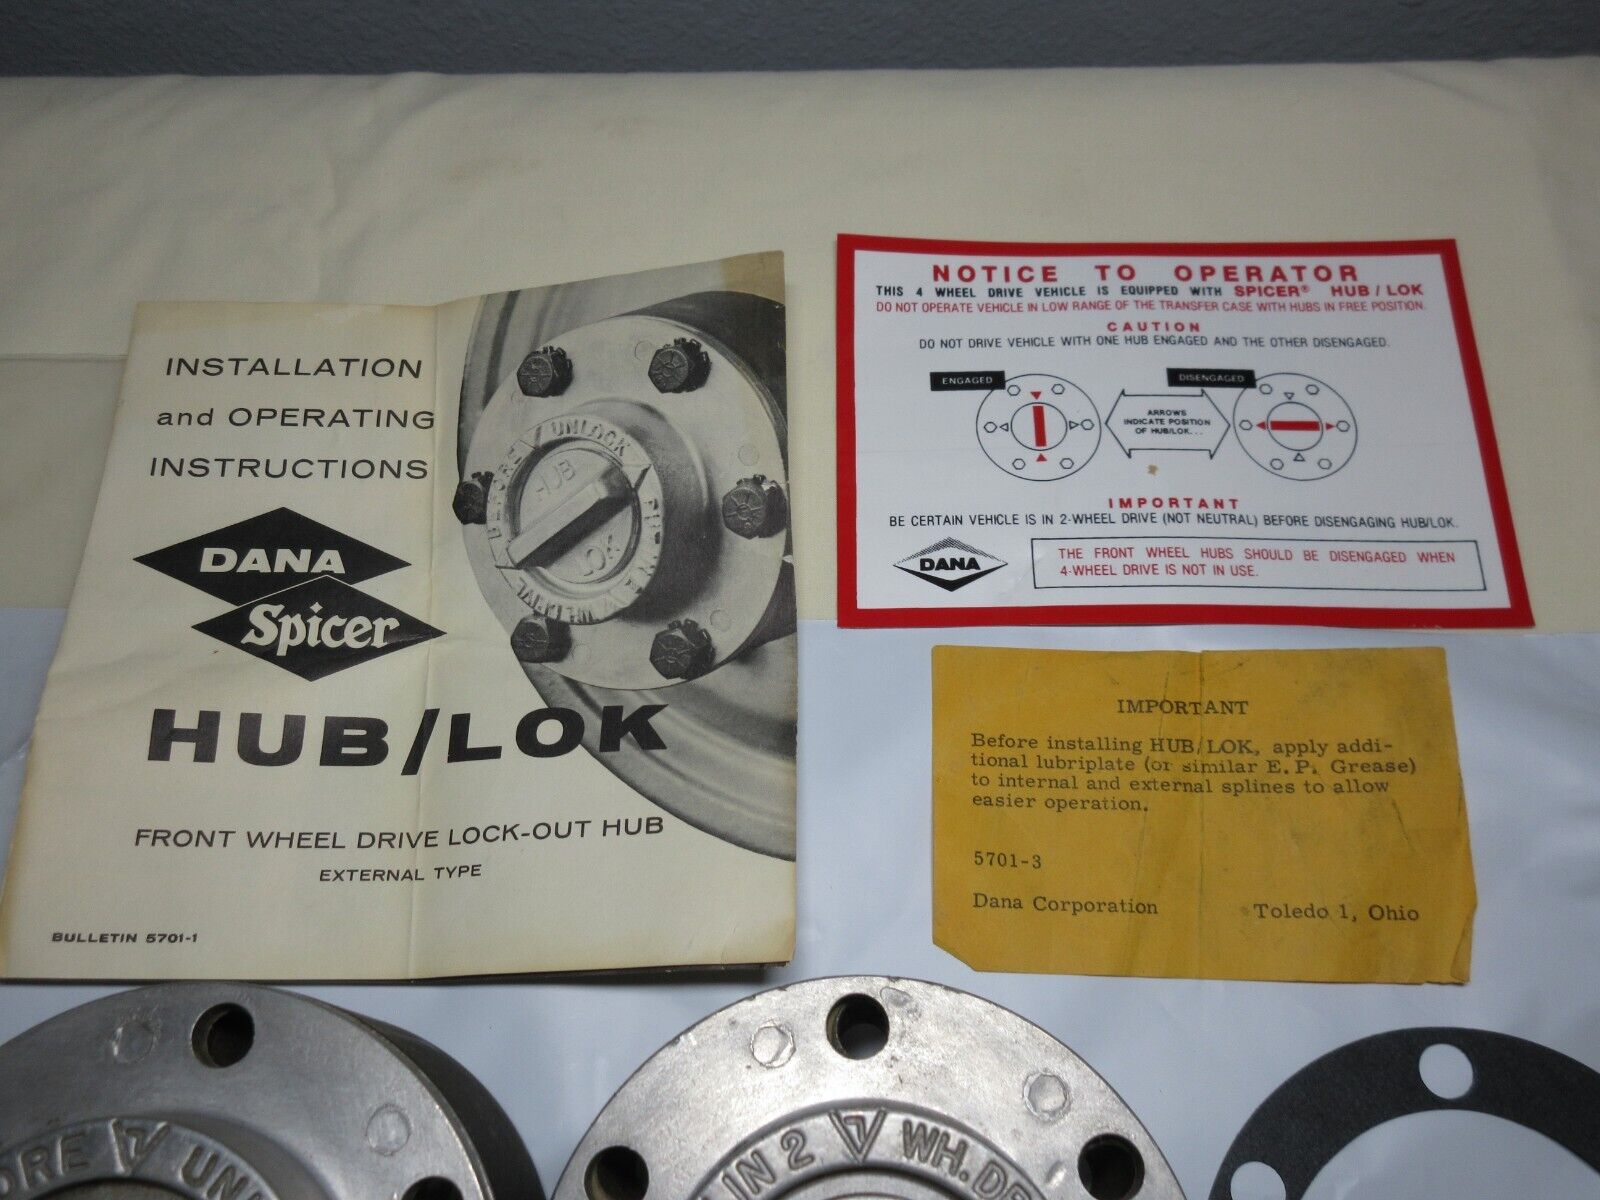 INSTALLATION
and OPERATING
INSTRUCTIONS
DANA
Spicer
HUB/LOK
FRONT WHEEL DRIVE LOCK-OUT HUB
EXTERNAL TYPE
BULLETIN 5701-1
UNLOCK
HUB
LOK
NOTICE TO OPERATOR
THIS 4 WHEEL DRIVE VEHICLE IS EQUIPPED WITH SPICER® HUB / LOK
DO NOT OPERATE VEHICLE IN LOW RANGE OF THE TRANSFER CASE WITH HUBS IN FREE POSITION.
CAUTION
DO NOT DRIVE VEHICLE WITH ONE HUB ENGAGED AND THE OTHER DISENGAGED.
ENGAGED
DISENGAGED
ARROWS
INDICATE POSITION
OF HUB/LOK...
IMPORTANT
BE CERTAIN VEHICLE IS IN 2-WHEEL DRIVE (NOT NEUTRAL) BEFORE DISENGAGING HUB/LOK.
DANA
THE FRONT WHEEL HUBS SHOULD BE DISENGAGED WHEN
4-WHEEL DRIVE IS NOT IN USE.
IMPORTANT
Before installing HUB/LOK, apply addi-
tional lubriplate (or similar E.P. Grease)
to internal and external splines to allow
easier operation.
5701-3
Dana Corporation Toledo 1, Ohio
ORE UN
IN 2 WH. DR